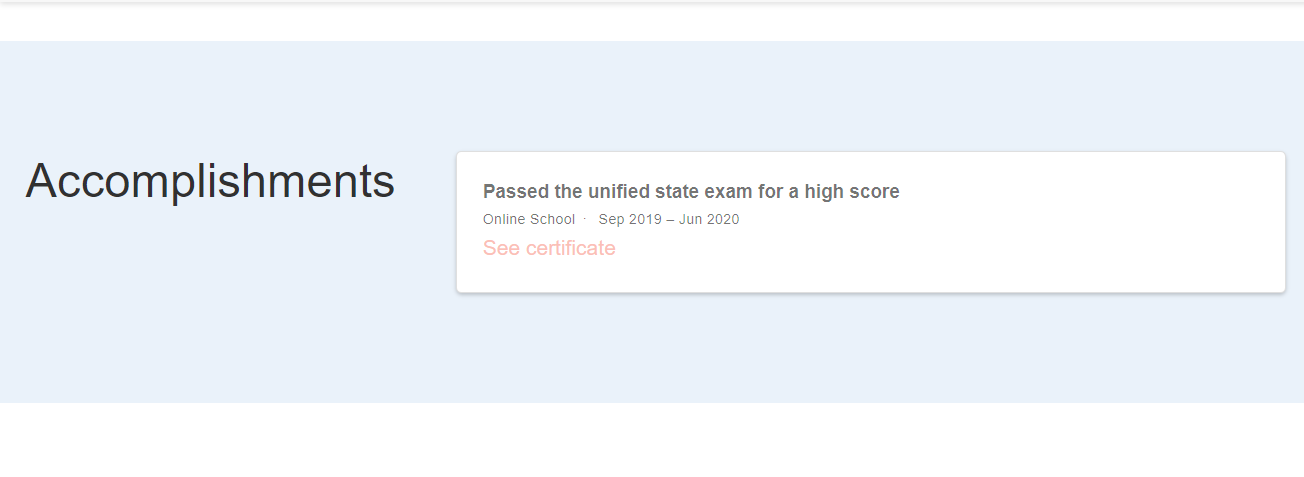 Accomplishments
Passed the unified state exam for a high score
Online School · Sep 2019 – Jun 2020
See certificate